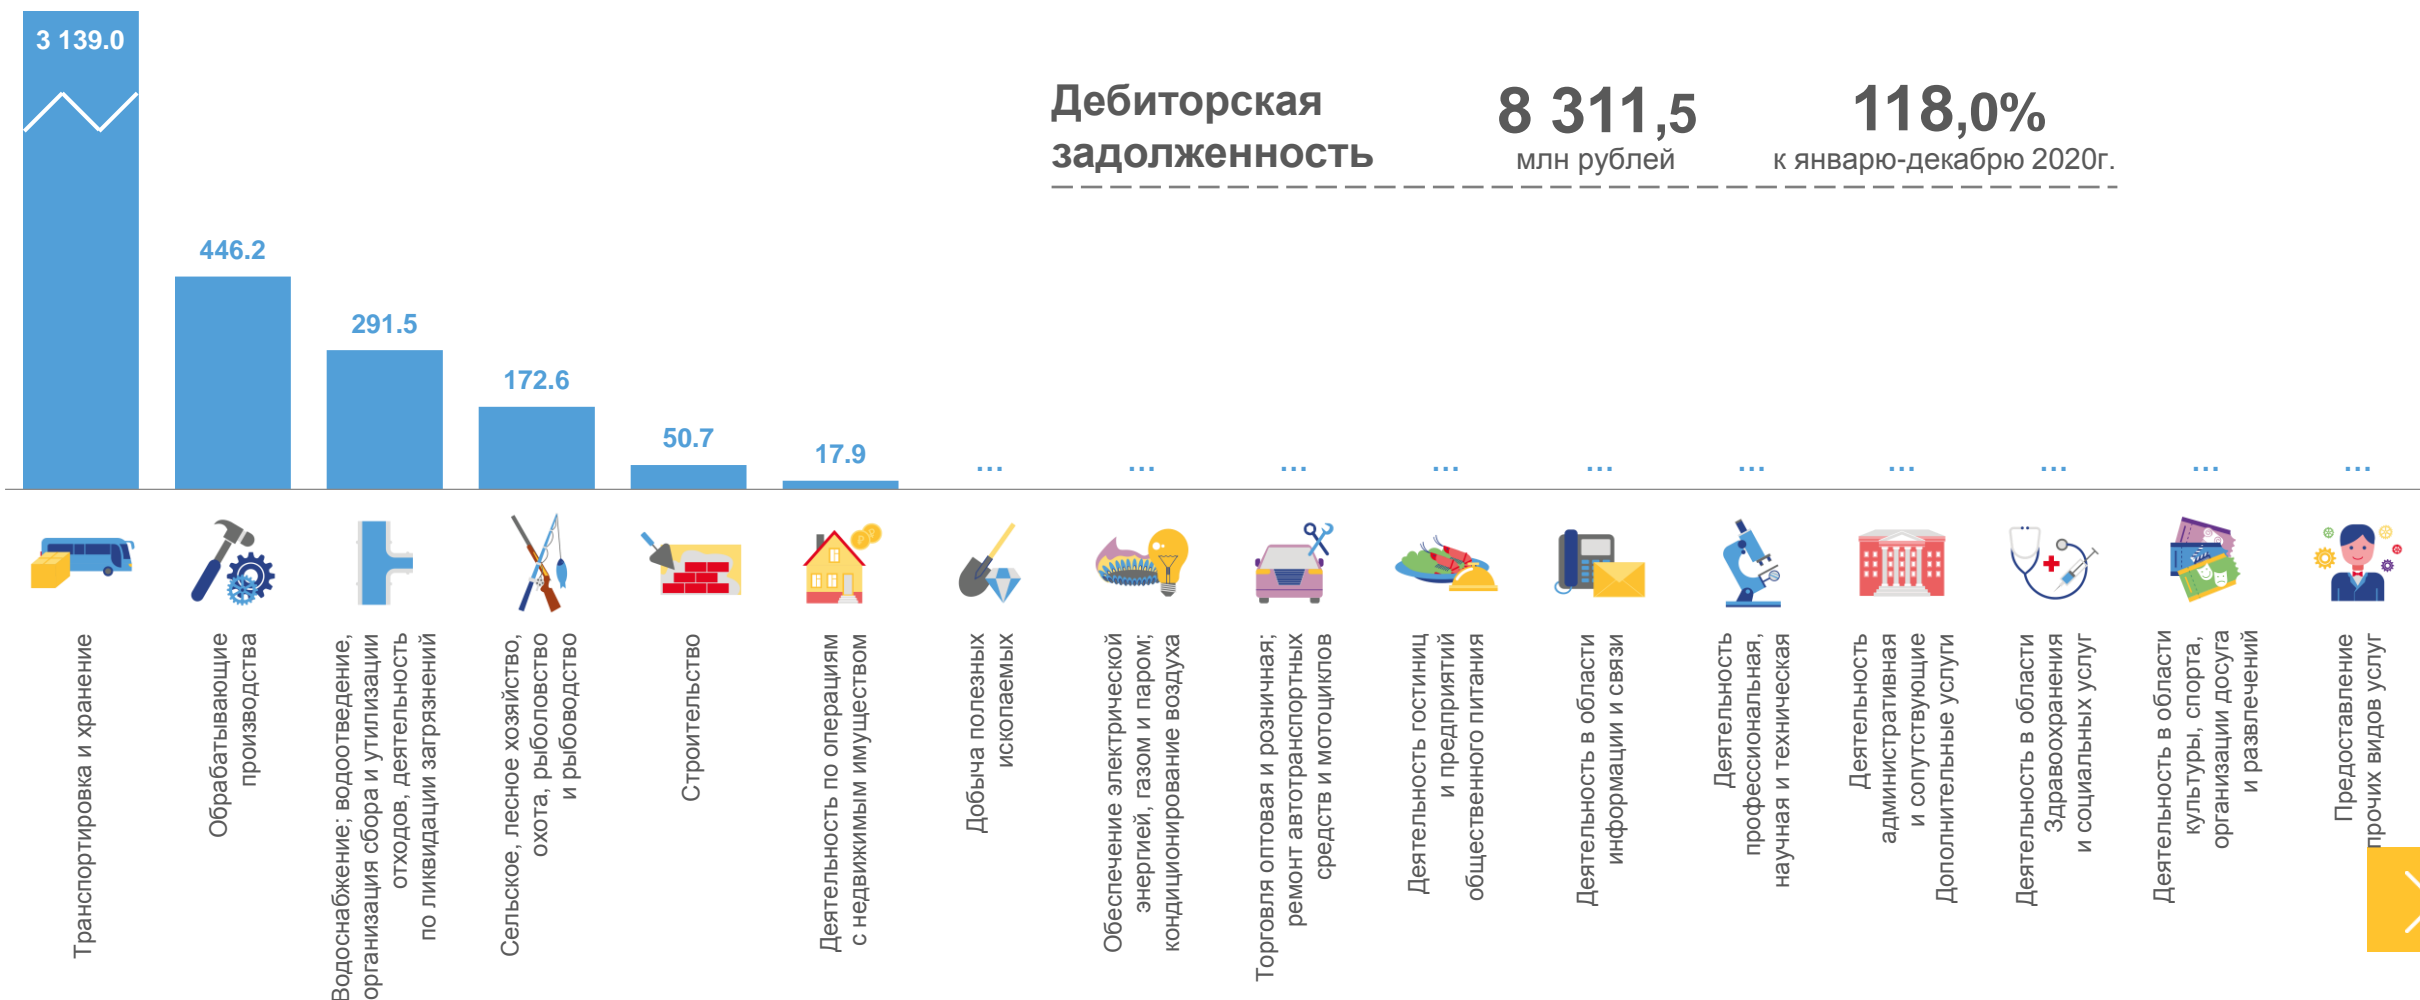 3 139.0
Дебиторская
задолженность
8 311,5
млн рублей
118,0%
к январю-декабрю 2020г.
446.2
291.5
172.6
50.7
17.9
...
...
...
...
...
...
...
...
...
...
Транспортировка и хранение
Обрабатывающие
производства
Водоснабжение; водоотведение,
организация сбора и утилизации
отходов, деятельность
по ликвидации загрязнений
Сельское, лесное хозяйство,
охота, рыболовство
и рыбоводство
Строительство
Деятельность по операциям
с недвижимым имуществом
Добыча полезных
ископаемых
Обеспечение электрической
энергией, газом и паром;
кондиционирование воздуха
Торговля оптовая и розничная;
ремонт автотранспортных
средств и мотоциклов
Деятельность гостиниц
и предприятий
общественного питания
Деятельность в области
информации и связи
Деятельность
профессиональная,
научная и техническая
Деятельность
административная
и сопутствующие
Дополнительные услуги
Деятельность в области
Здравоохранения
и социальных услуг
Деятельность в области
культуры, спорта,
организации досуга
и развлечений
Предоставление
прочих видов услуг